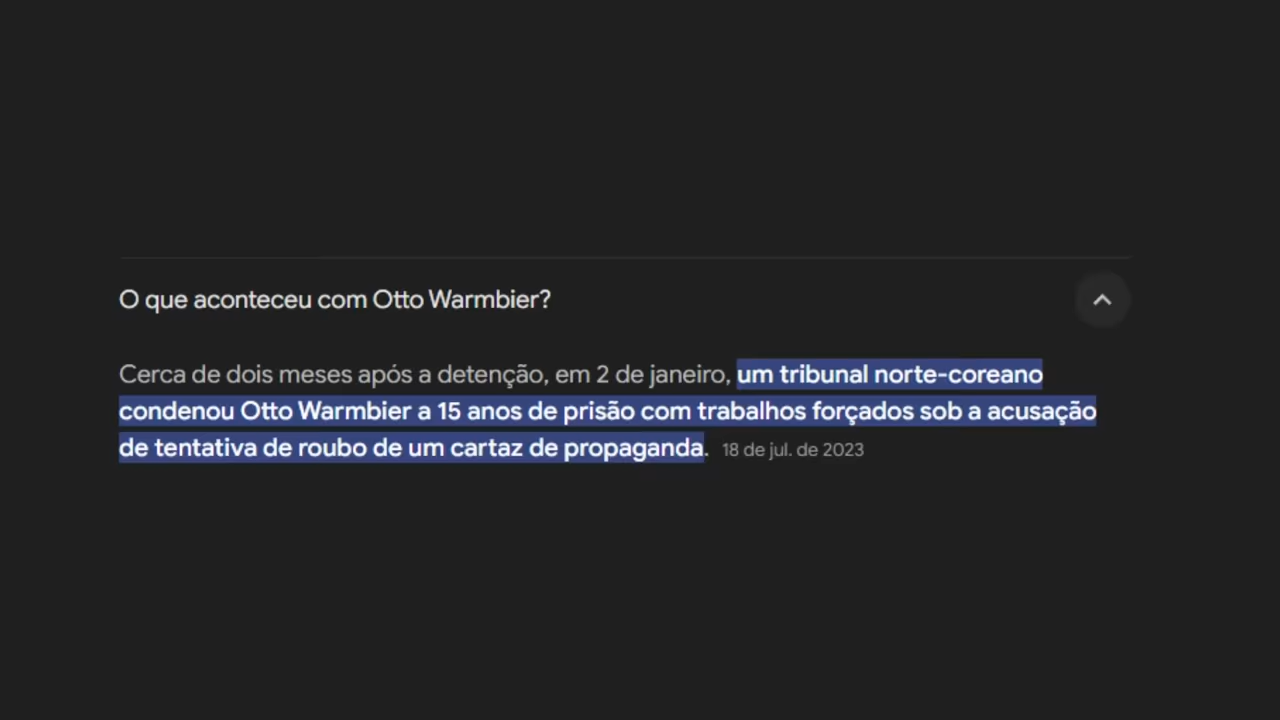 O que aconteceu com Otto Warmbier?
Cerca de dois meses após a detenção, em 2 de janeiro, um tribunal norte-coreano
condenou Otto Warmbier a 15 anos de prisão com trabalhos forçados sob a acusação
de tentativa de roubo de um cartaz de propaganda. 18 de jul. de 2023